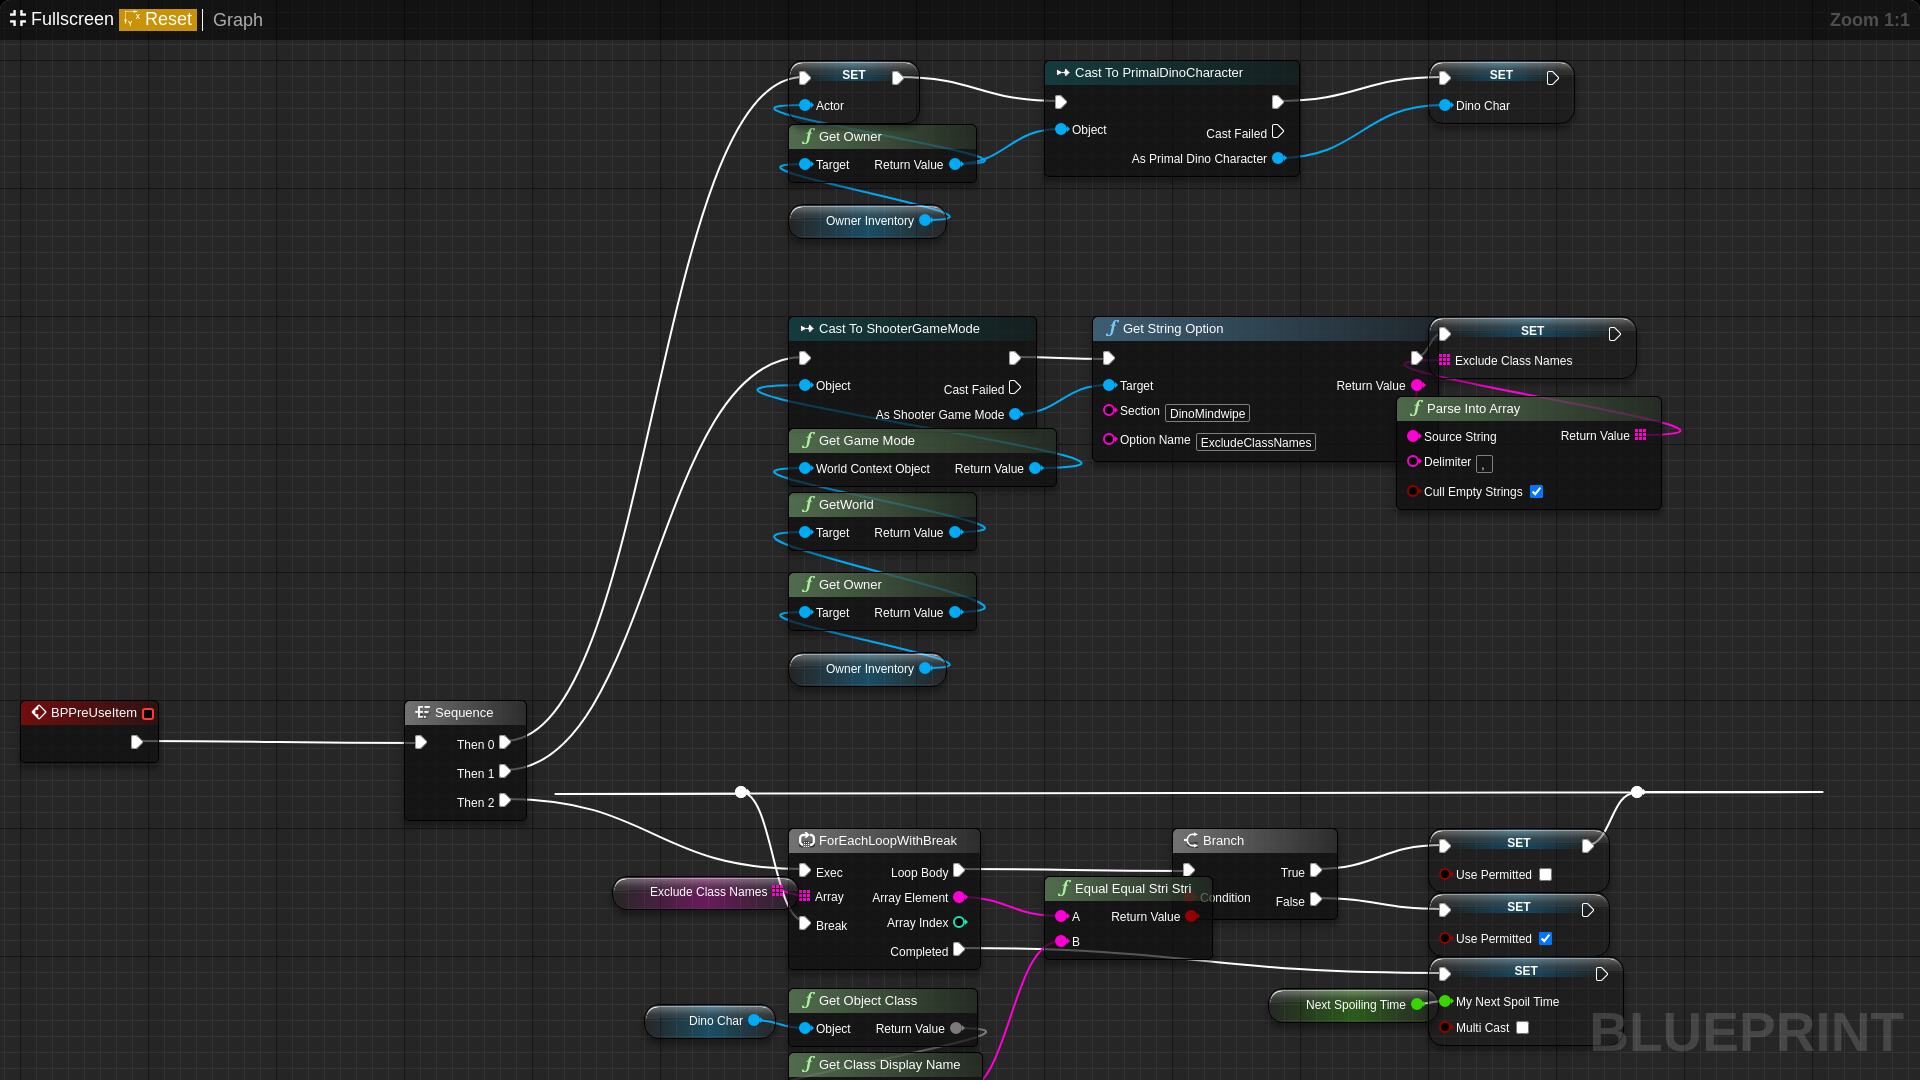 Fullscreen Reset Graph Zoom 1:1
SET
Actor
Get Owner
Target Return Value
Owner Inventory
Cast To PrimalDinoCharacter
Object
Cast Failed
As Primal Dino Character
SET
Dino Char
Cast To ShooterGameMode
Object
Cast Failed
As Shooter Game Mode
Get Game Mode
World Context Object Return Value
GetWorld
Target Return Value
Get Owner
Target Return Value
Owner Inventory
Get String Option
Target Return Value
Section DinoMindwipe
Option Name ExcludeClassNames
SET
Exclude Class Names
Parse Into Array
Source String Return Value
Delimiter ,
Cull Empty Strings
BPPreUseItem
Sequence
Then 0
Then 1
Then 2
Exclude Class Names
ForEachLoopWithBreak
Exec Loop Body
Array Array Element
Array Index
Break
Completed
Branch
True
Condition False
Equal Equal Stri Stri
A Return Value
B
SET
Use Permitted
SET
Use Permitted
SET
My Next Spoil Time
Multi Cast
Next Spoiling Time
Dino Char
Get Object Class
Object Return Value
Get Class Display Name
BLUEPRINT